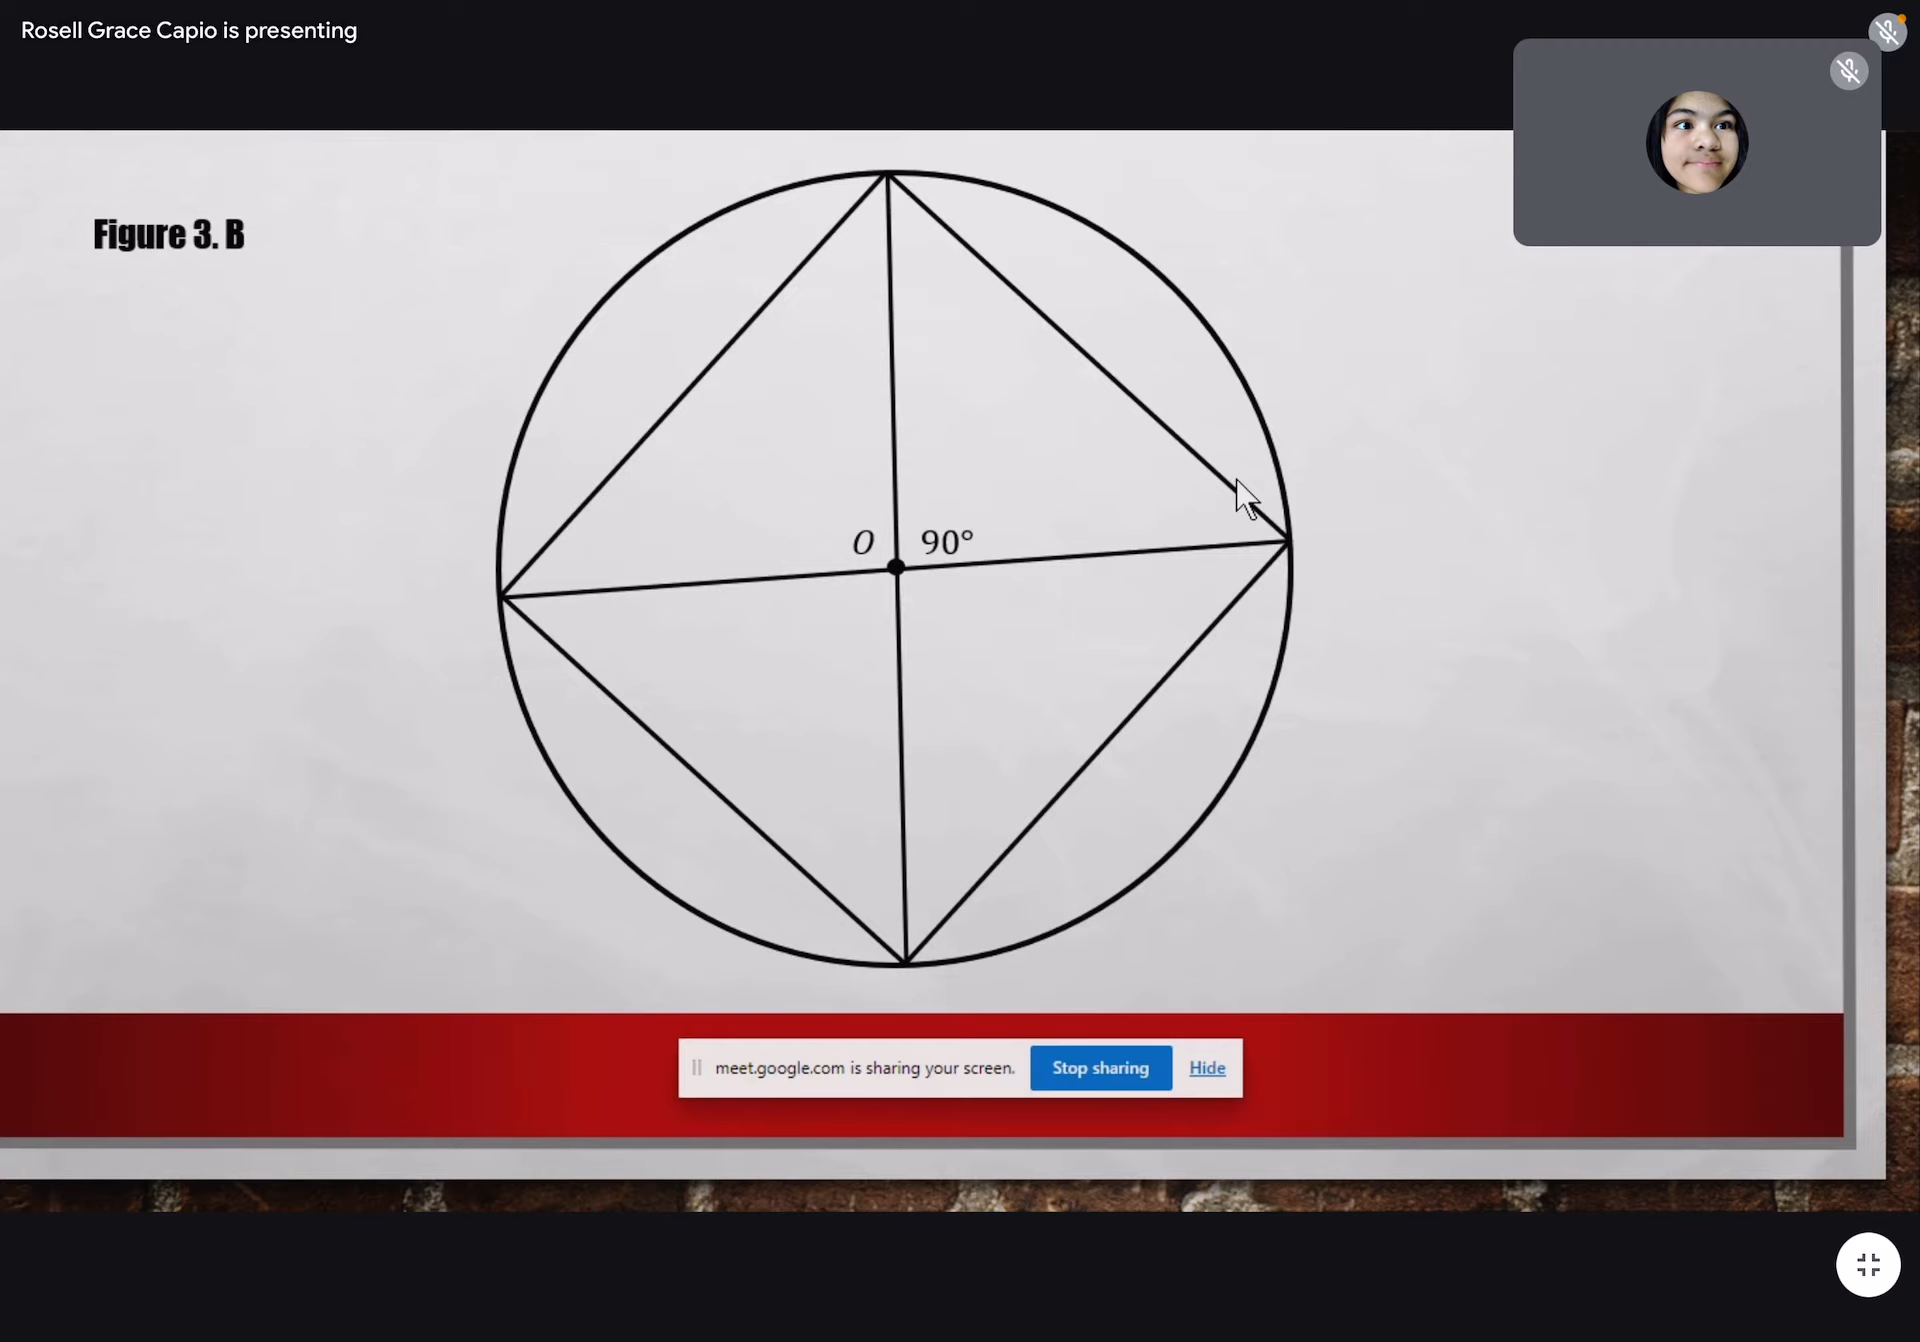 Rosell Grace Capio is presenting
Figure 3. B
O 90°
meet.google.com is sharing your screen. Stop sharing Hide